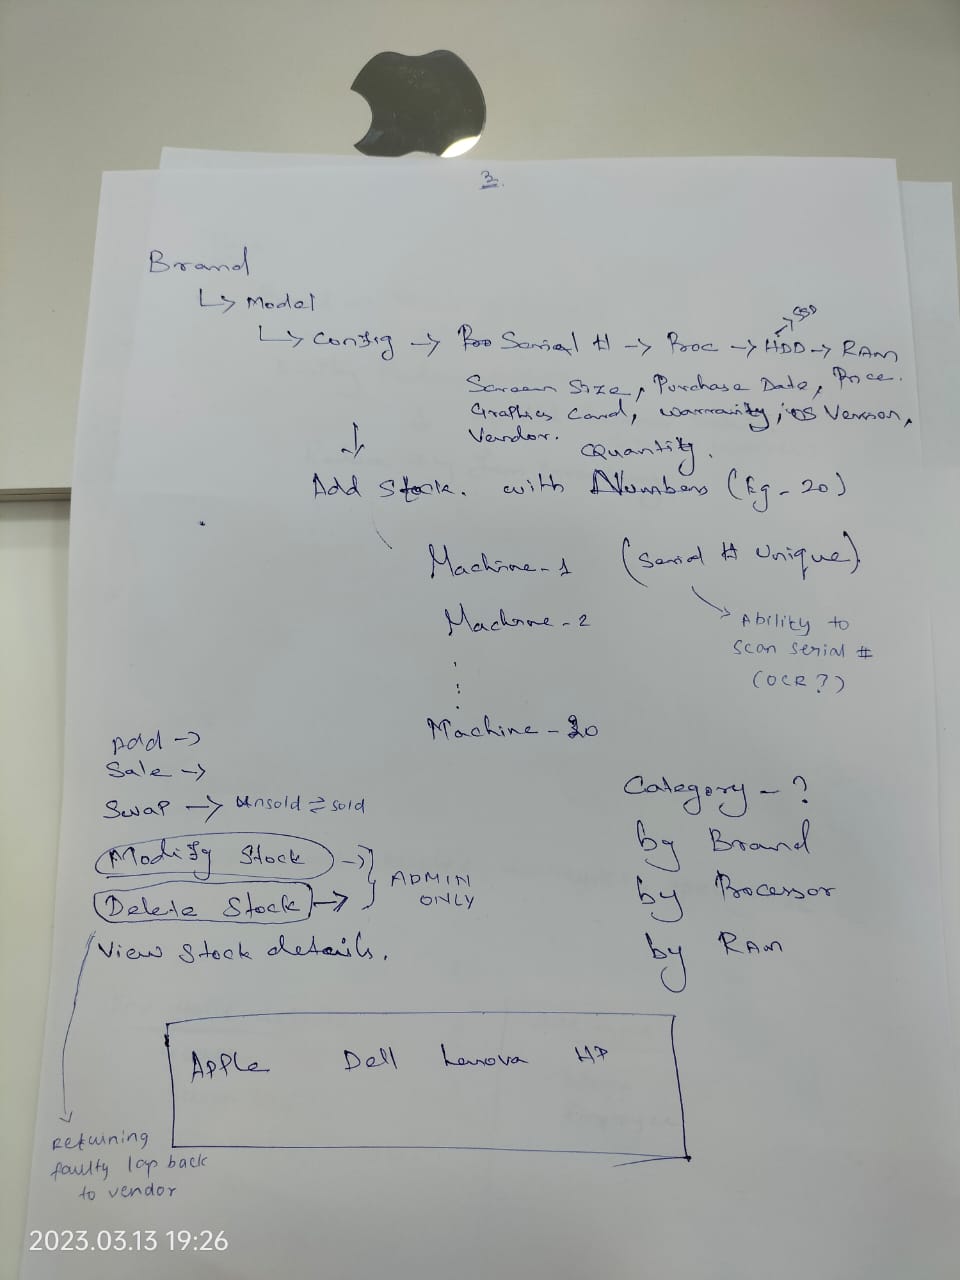 3.
Brand
↳ Model
↳ Config → Serial # → Proc → HDD → RAM
→ SSD
Screen Size, Purchase Date, Price.
Graphics Card, warranity, OS Version,
Vendor.
Quantity.
↓
Add Stock. with Numbers (Eg - 20)
Machine - 1 (Serial # Unique).
Machine - 2
→ Ability to
scan serial #
(OCR?)
Machine - 20
Add →
Sale →
Swap → Unsold ⇌ sold
Modify Stock →
Delete Stock →
ADMIN
ONLY
View Stock details.
Category - ?
by Brand
by Processor
by RAM
Apple Dell Lenova HP
Retuining
faulty lap back
to vendor
2023.03.13 19:26